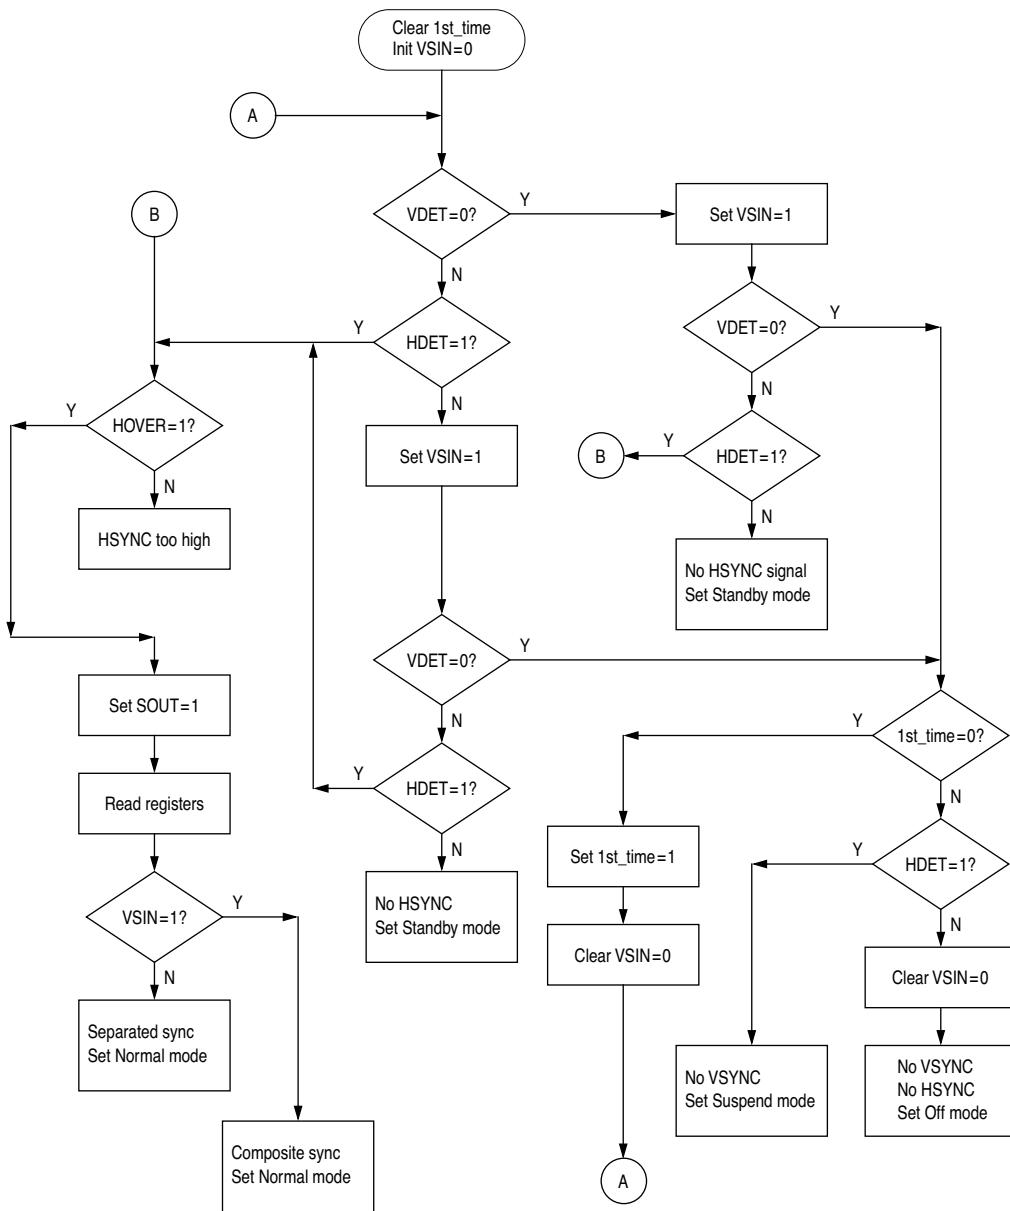 Clear 1st_time
Init VSIN=0
A
B
VDET=0?
Y
N
Set VSIN=1
HDET=1?
Y
N
VDET=0?
Y
N
HOVER=1?
Y
N
Set VSIN=1
B
HDET=1?
Y
N
HSYNC too high
No HSYNC signal
Set Standby mode
VDET=0?
Y
N
Set SOUT=1
1st_time=0?
Y
N
Read registers
HDET=1?
Y
N
Set 1st_time=1
HDET=1?
Y
N
VSIN=1?
Y
N
No HSYNC
Set Standby mode
Clear VSIN=0
Clear VSIN=0
Separated sync
Set Normal mode
No VSYNC
Set Suspend mode
No VSYNC
No HSYNC
Set Off mode
Composite sync
Set Normal mode
A